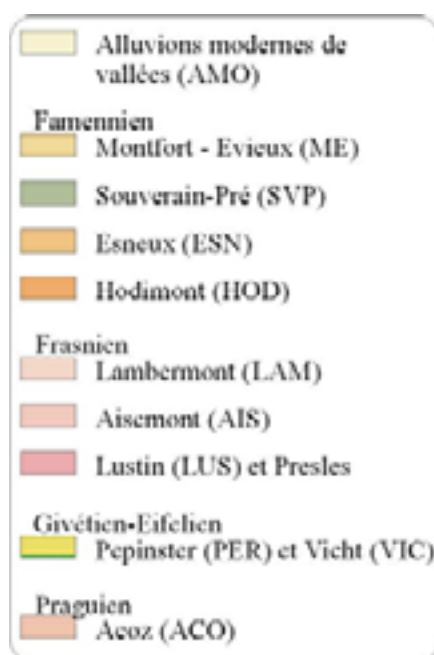 Alluvions modernes de
vallées (AMO)
Famennien
Montfort - Evieux (ME)
Souverain-Pré (SVP)
Esneux (ESN)
Hodimont (HOD)
Frasnien
Lambermont (LAM)
Aisemont (AIS)
Lustin (LUS) et Presles
Givétien-Eifelien
Pepinster (PER) et Vicht (VIC)
Praguien
Acoz (ACO)